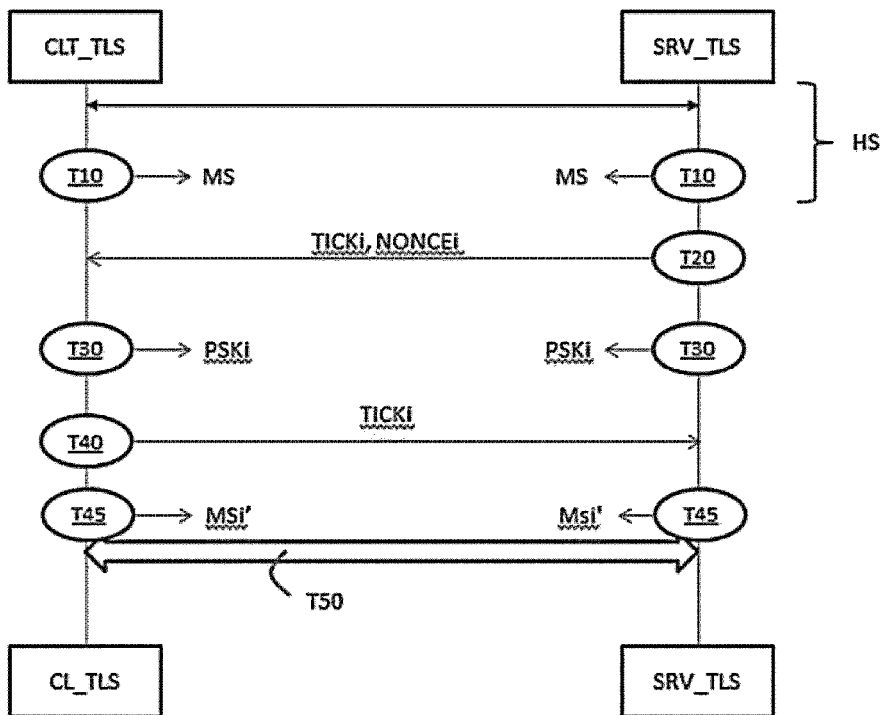 CLT_TLS SRV_TLS
HS
T10 MS MS T10
TICKi, NONCEi T20
T30 PSKi PSKi T30
TICKi
T40
T45 MSi' Msi' T45
T50
CL_TLS SRV_TLS